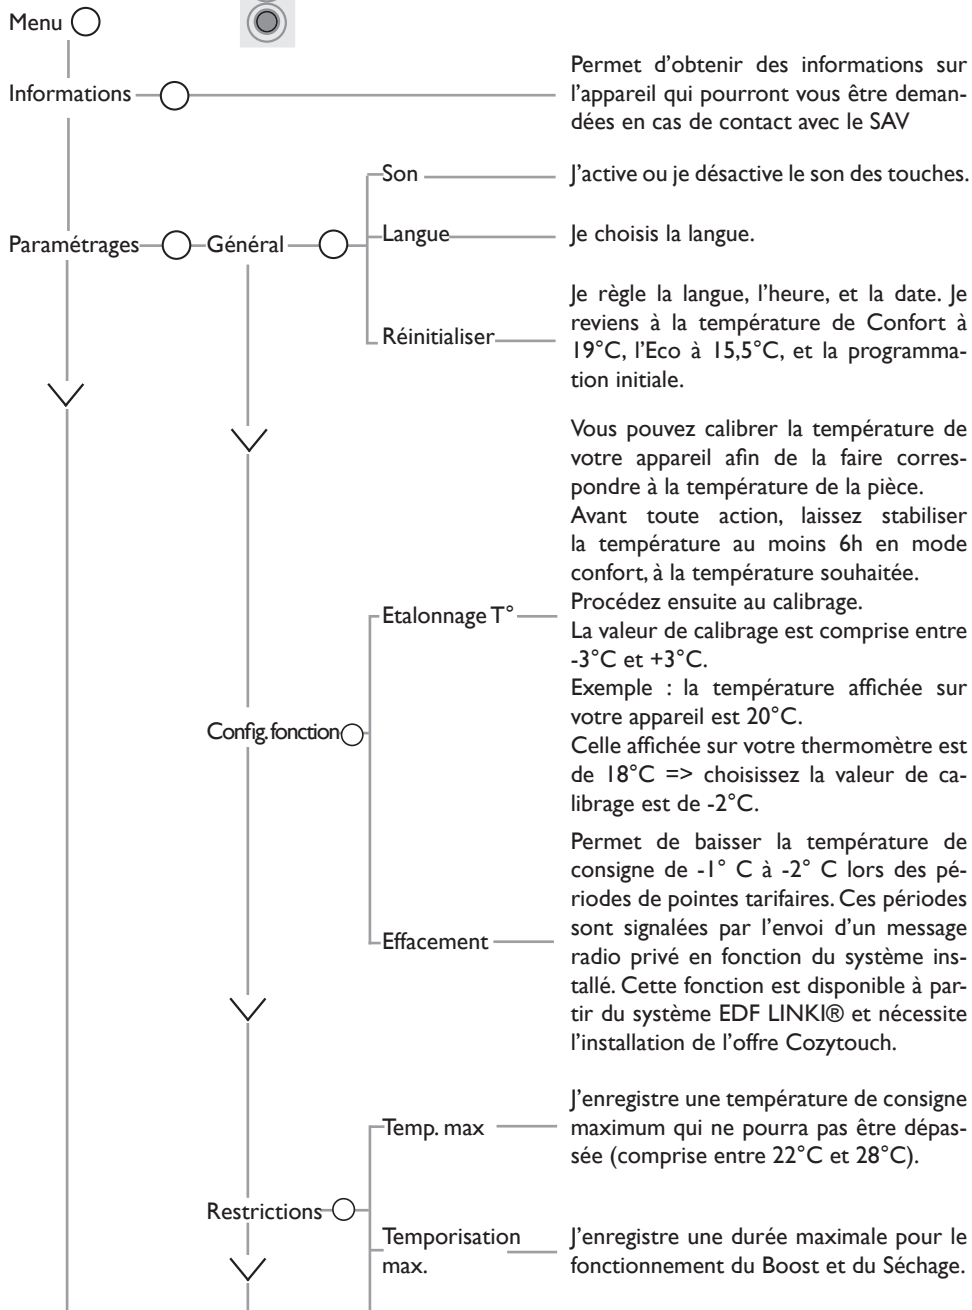 Menu
Informations
Permet d'obtenir des informations sur
l'appareil qui pourront vous être deman-
dées en cas de contact avec le SAV
Son
J'active ou je désactive le son des touches.
Paramétrages
Général
Langue
Je choisis la langue.
Réinitialiser
Je règle la langue, l'heure, et la date. Je
reviens à la température de Confort à
19°C, l'Eco à 15,5°C, et la programma-
tion initiale.
Config. fonction
Etalonnage T°
Vous pouvez calibrer la température de
votre appareil afin de la faire corres-
pondre à la température de la pièce.
Avant toute action, laissez stabiliser
la température au moins 6h en mode
confort, à la température souhaitée.
Procédez ensuite au calibrage.
La valeur de calibrage est comprise entre
-3°C et +3°C.
Exemple : la température affichée sur
votre appareil est 20°C.
Celle affichée sur votre thermomètre est
de 18°C => choisissez la valeur de ca-
librage est de -2°C.
Effacement
Permet de baisser la température de
consigne de -1° C à -2° C lors des pé-
riodes de pointes tarifaires. Ces périodes
sont signalées par l'envoi d'un message
radio privé en fonction du système ins-
tallé. Cette fonction est disponible à par-
tir du système EDF LINKI® et nécessite
l'installation de l'offre Cozytouch.
Restrictions
Temp. max
J'enregistre une température de consigne
maximum qui ne pourra pas être dépas-
sée (comprise entre 22°C et 28°C).
Temporisation
max.
J'enregistre une durée maximale pour le
fonctionnement du Boost et du Séchage.